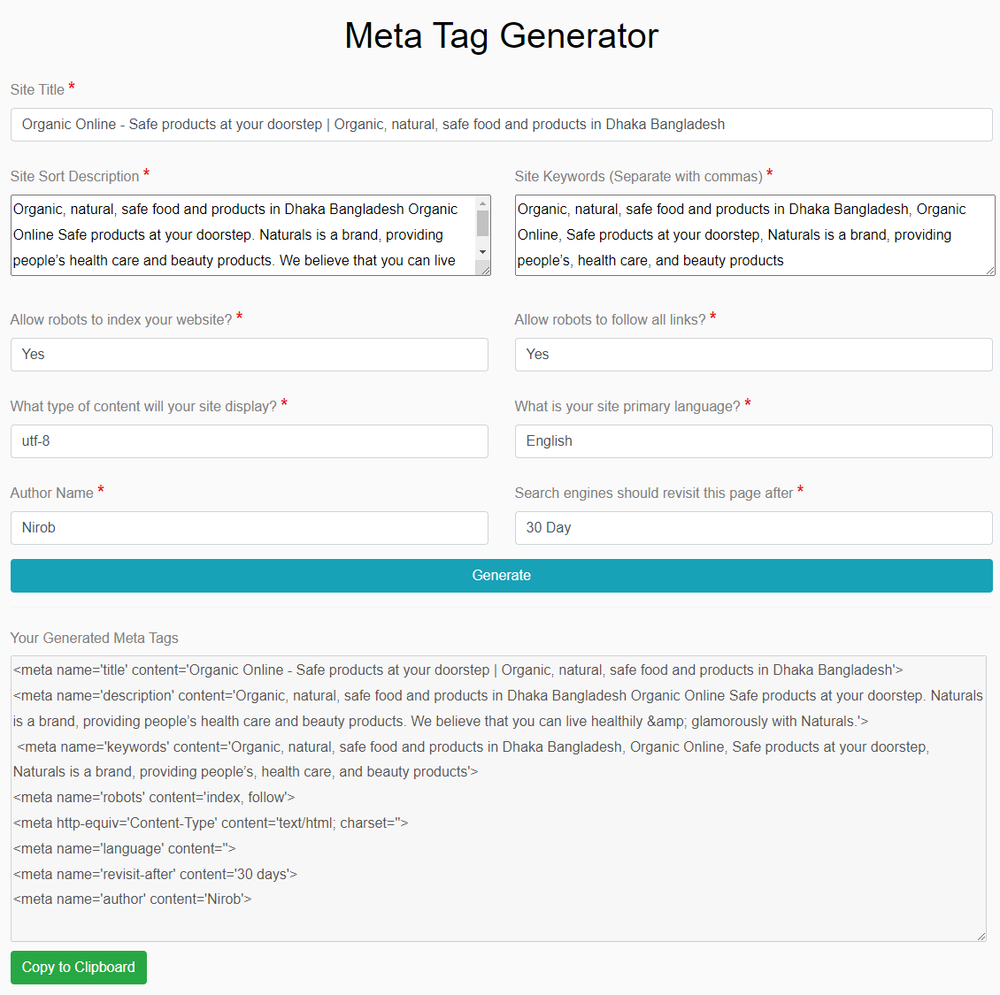 Meta Tag Generator
Site Title *
Organic Online - Safe products at your doorstep | Organic, natural, safe food and products in Dhaka Bangladesh
Site Sort Description *
Site Keywords (Separate with commas) *
Organic, natural, safe food and products in Dhaka Bangladesh Organic
Online Safe products at your doorstep. Naturals is a brand, providing
people’s health care and beauty products. We believe that you can live
Organic, natural, safe food and products in Dhaka Bangladesh, Organic
Online, Safe products at your doorstep, Naturals is a brand, providing
people’s, health care, and beauty products
Allow robots to index your website? *
Allow robots to follow all links? *
Yes
Yes
What type of content will your site display? *
What is your site primary language? *
utf-8
English
Author Name *
Search engines should revisit this page after *
Nirob
30 Day
Generate
Your Generated Meta Tags
<meta name='title' content='Organic Online - Safe products at your doorstep | Organic, natural, safe food and products in Dhaka Bangladesh'>
<meta name='description' content='Organic, natural, safe food and products in Dhaka Bangladesh Organic Online Safe products at your doorstep. Naturals
is a brand, providing people’s health care and beauty products. We believe that you can live healthily &amp; glamorously with Naturals.'>
<meta name='keywords' content='Organic, natural, safe food and products in Dhaka Bangladesh, Organic Online, Safe products at your doorstep,
Naturals is a brand, providing people’s, health care, and beauty products'>
<meta name='robots' content='index, follow'>
<meta http-equiv='Content-Type' content='text/html; charset=''>
<meta name='language' content=''>
<meta name='revisit-after' content='30 days'>
<meta name='author' content='Nirob'>
Copy to Clipboard